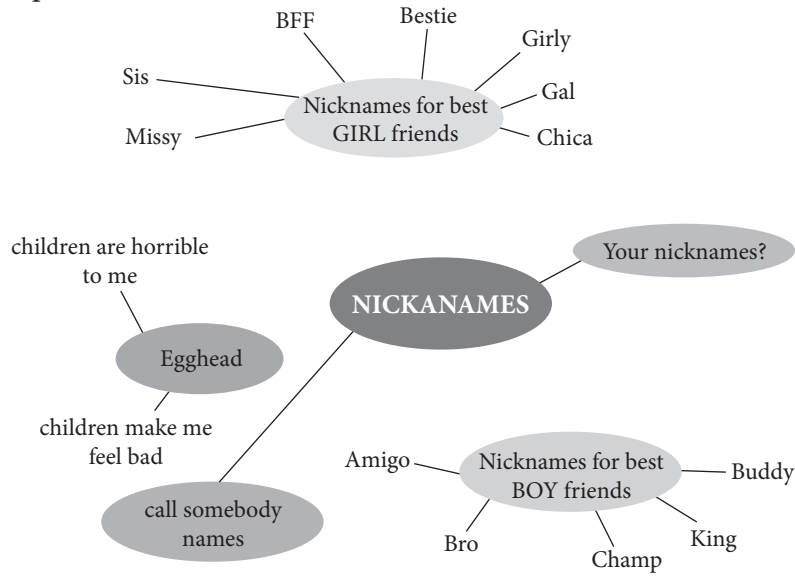 BFF
Bestie
Girly
Sis
Gal
Nicknames for best
GIRL friends
Missy
Chica
children are horrible
to me
Your nicknames?
NICKANAMES
Egghead
children make me
feel bad
Amigo
Nicknames for best
BOY friends
Buddy
call somebody
names
Bro
King
Champ